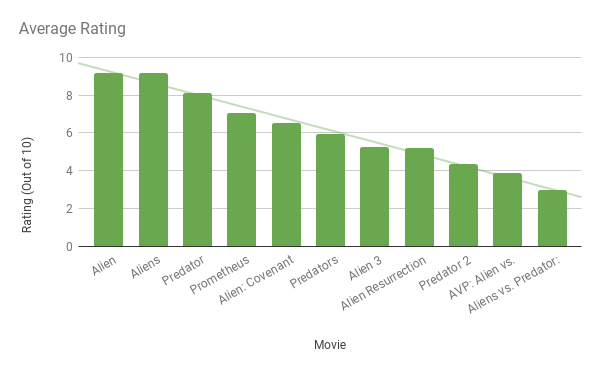 Average Rating
10
8
6
4
2
0
Rating (Out of 10)
Alien
Aliens
Predator
Prometheus
Alien: Covenant
Predators
Alien 3
Alien Resurrection
Predator 2
AVP: Alien vs.
Aliens vs. Predator:
Movie